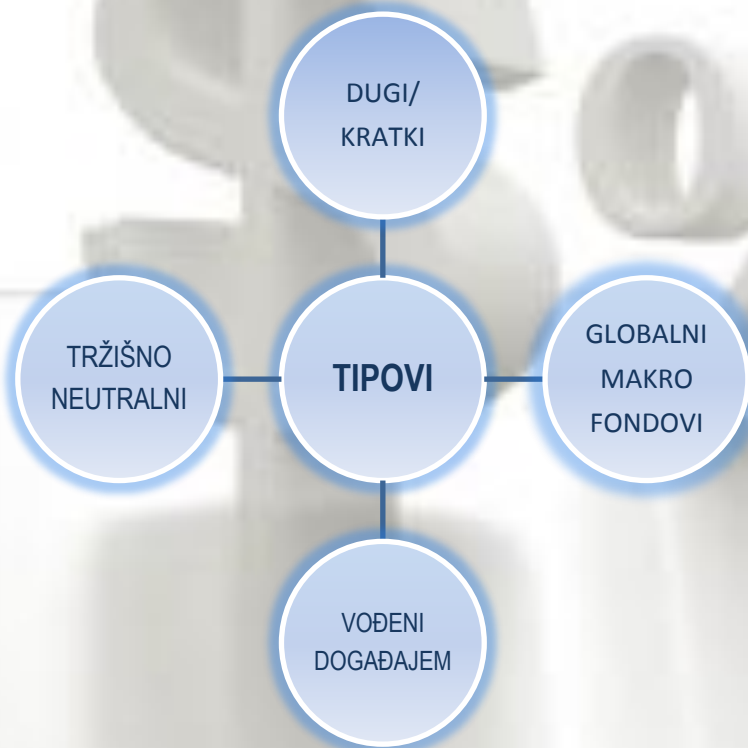 DUGI/
KRATKI
TRŽIŠNO
NEUTRALNI
TIPOVI
GLOBALNI
MAKRO
FONDOVI
VOĐENI
DOGAĐAJEM